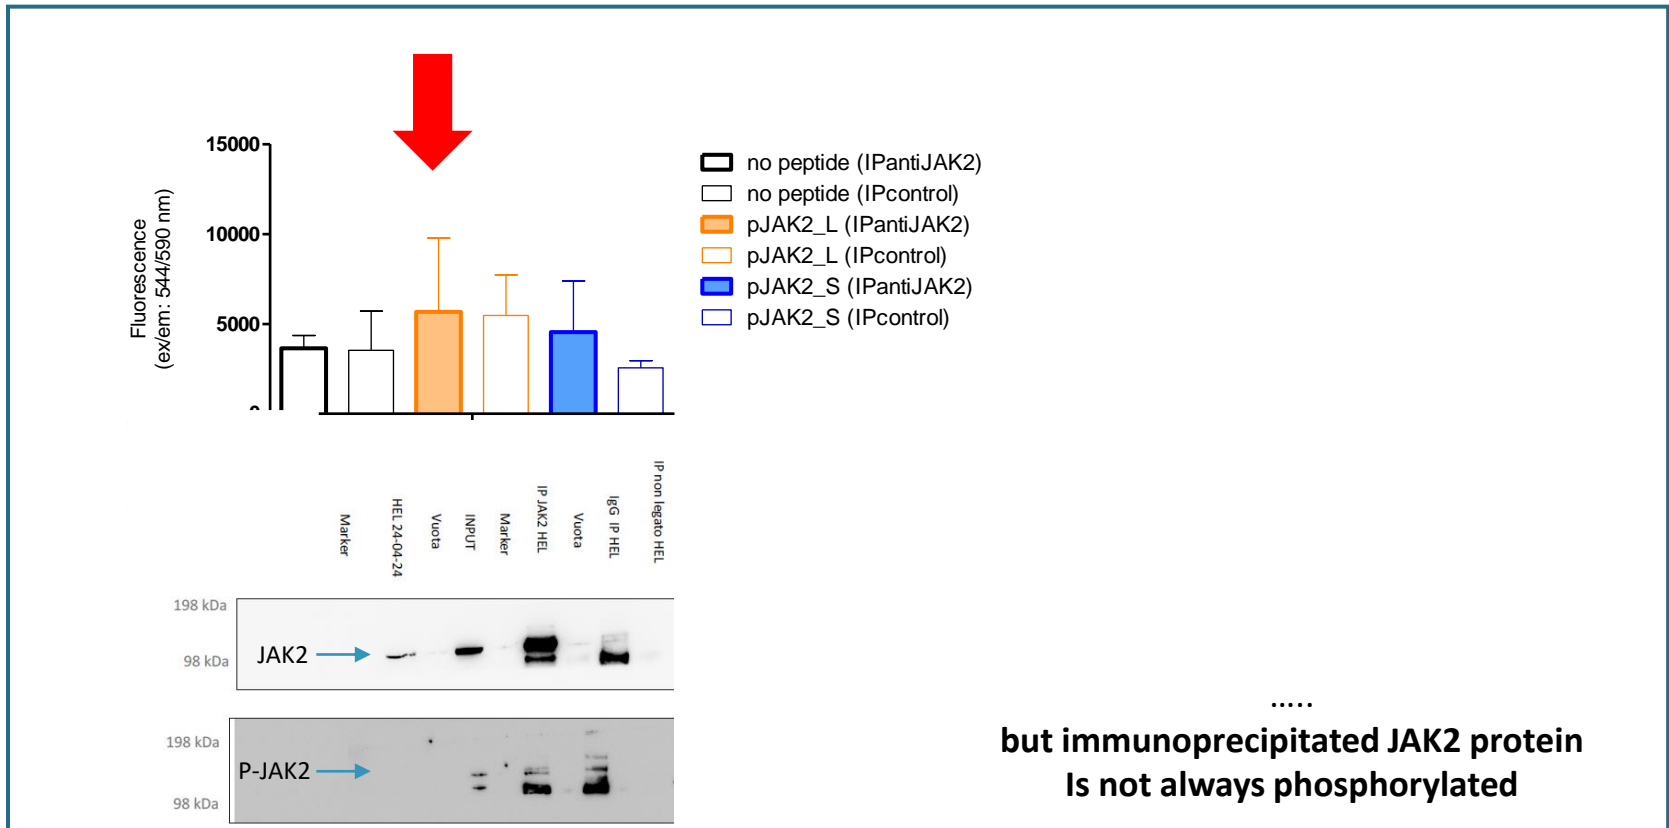 15000
10000
5000
0
Fluorescence
(ex/em: 544/590 nm)
no peptide (IPantiJAK2)
no peptide (IPcontrol)
pJAK2_L (IPantiJAK2)
pJAK2_L (IPcontrol)
pJAK2_S (IPantiJAK2)
pJAK2_S (IPcontrol)
Marker
HEL 24-04-24
Vuota
INPUT
Marker
IP JAK2 HEL
Vuota
IgG IP HEL
IP non legato HEL
198 kDa
JAK2
98 kDa
198 kDa
P-JAK2
98 kDa
.....
but immunoprecipitated JAK2 protein
Is not always phosphorylated